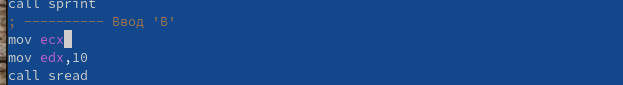 call sprint
; ---------- Ввод 'B'
mov ecx
mov edx,10
call sread